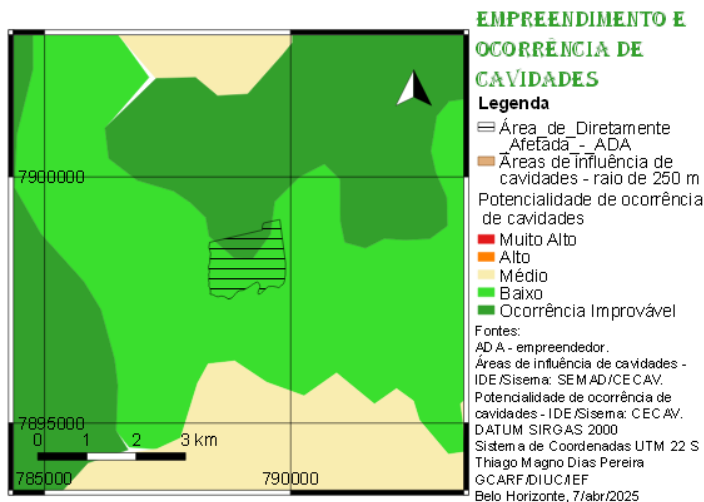 EMPREENDIMENTO E
OCORRÊNCIA DE
CAVIDADES
Legenda
Área_de_Diretamente
_Afetada_-_ADA
Áreas de influência de
cavidades - raio de 250 m
Potencialidade de ocorrência
de cavidades
Muito Alto
Alto
Médio
Baixo
Ocorrência Improvável
Fontes:
ADA - empreendedor.
Áreas de influência de cavidades -
IDE/Sisema: SEMAD/CECAV.
Potencialidade de ocorrência de
cavidades - IDE/Sisema: CECAV.
DATUM SIRGAS 2000
Sistema de Coordenadas UTM 22 S
Thiago Magno Dias Pereira
GCARF/DIUC/IEF
Belo Horizonte, 7/abr/2025
7900000
7895000
0 1 2 3 km
785000 790000